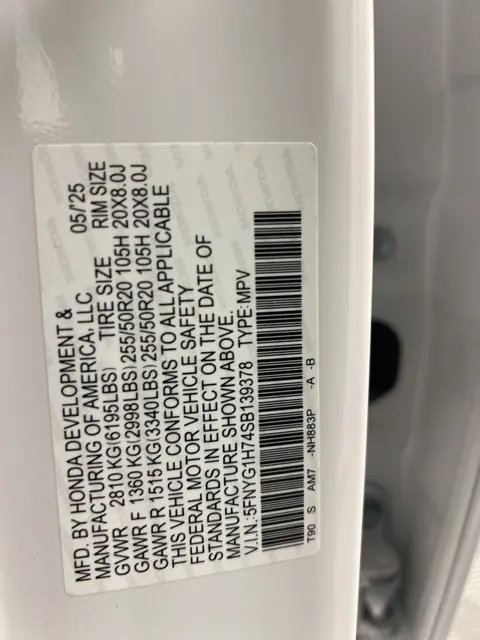 MFD. BY HONDA DEVELOPMENT &
MANUFACTURING OF AMERICA, LLC 05/'25
GVWR 2810 KG(6195LBS) TIRE SIZE RIM SIZE
GAWR F 1360 KG(2998LBS) 255/50R20 105H 20X8.0J
GAWR R 1515 KG(3340LBS) 255/50R20 105H 20X8.0J
THIS VEHICLE CONFORMS TO ALL APPLICABLE
FEDERAL MOTOR VEHICLE SAFETY
STANDARDS IN EFFECT ON THE DATE OF
MANUFACTURE SHOWN ABOVE.
V.I.N.:5FNYG1H74SB139378 TYPE:MPV
T90 S AM7 -NH883P -A -B